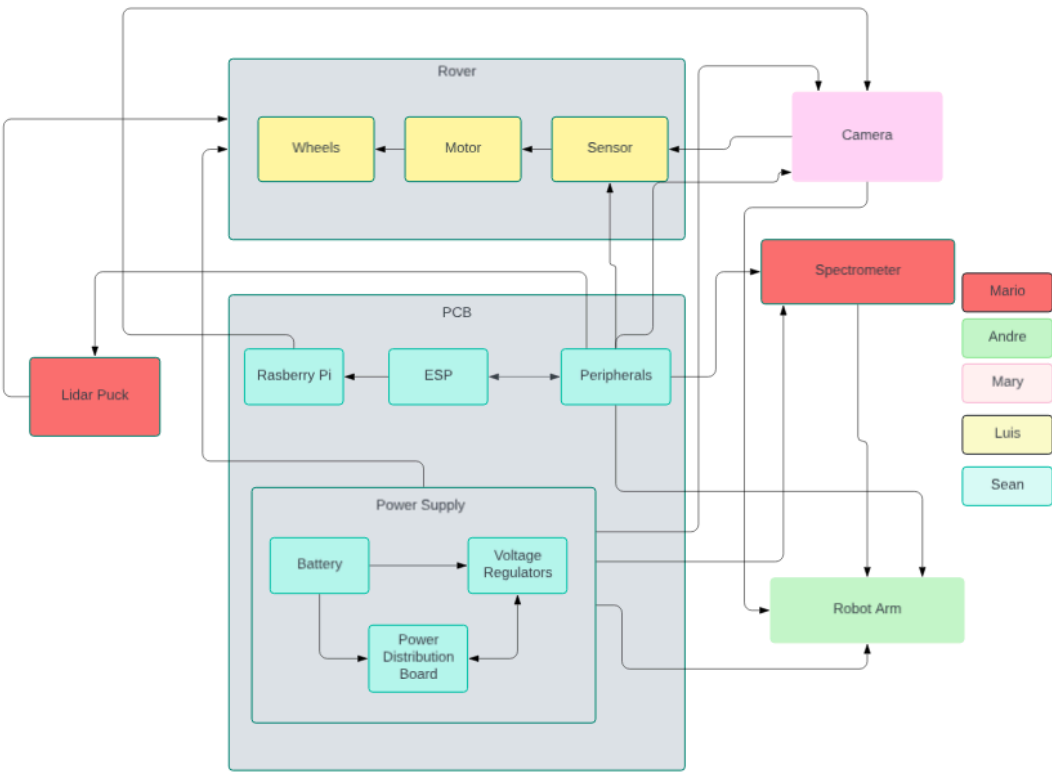 Rover
Wheels
Motor
Sensor
Camera
Spectrometer
Mario
Andre
Mary
Luis
Sean
PCB
Rasberry Pi
ESP
Peripherals
Lidar Puck
Power Supply
Battery
Voltage
Regulators
Power
Distribution
Board
Robot Arm